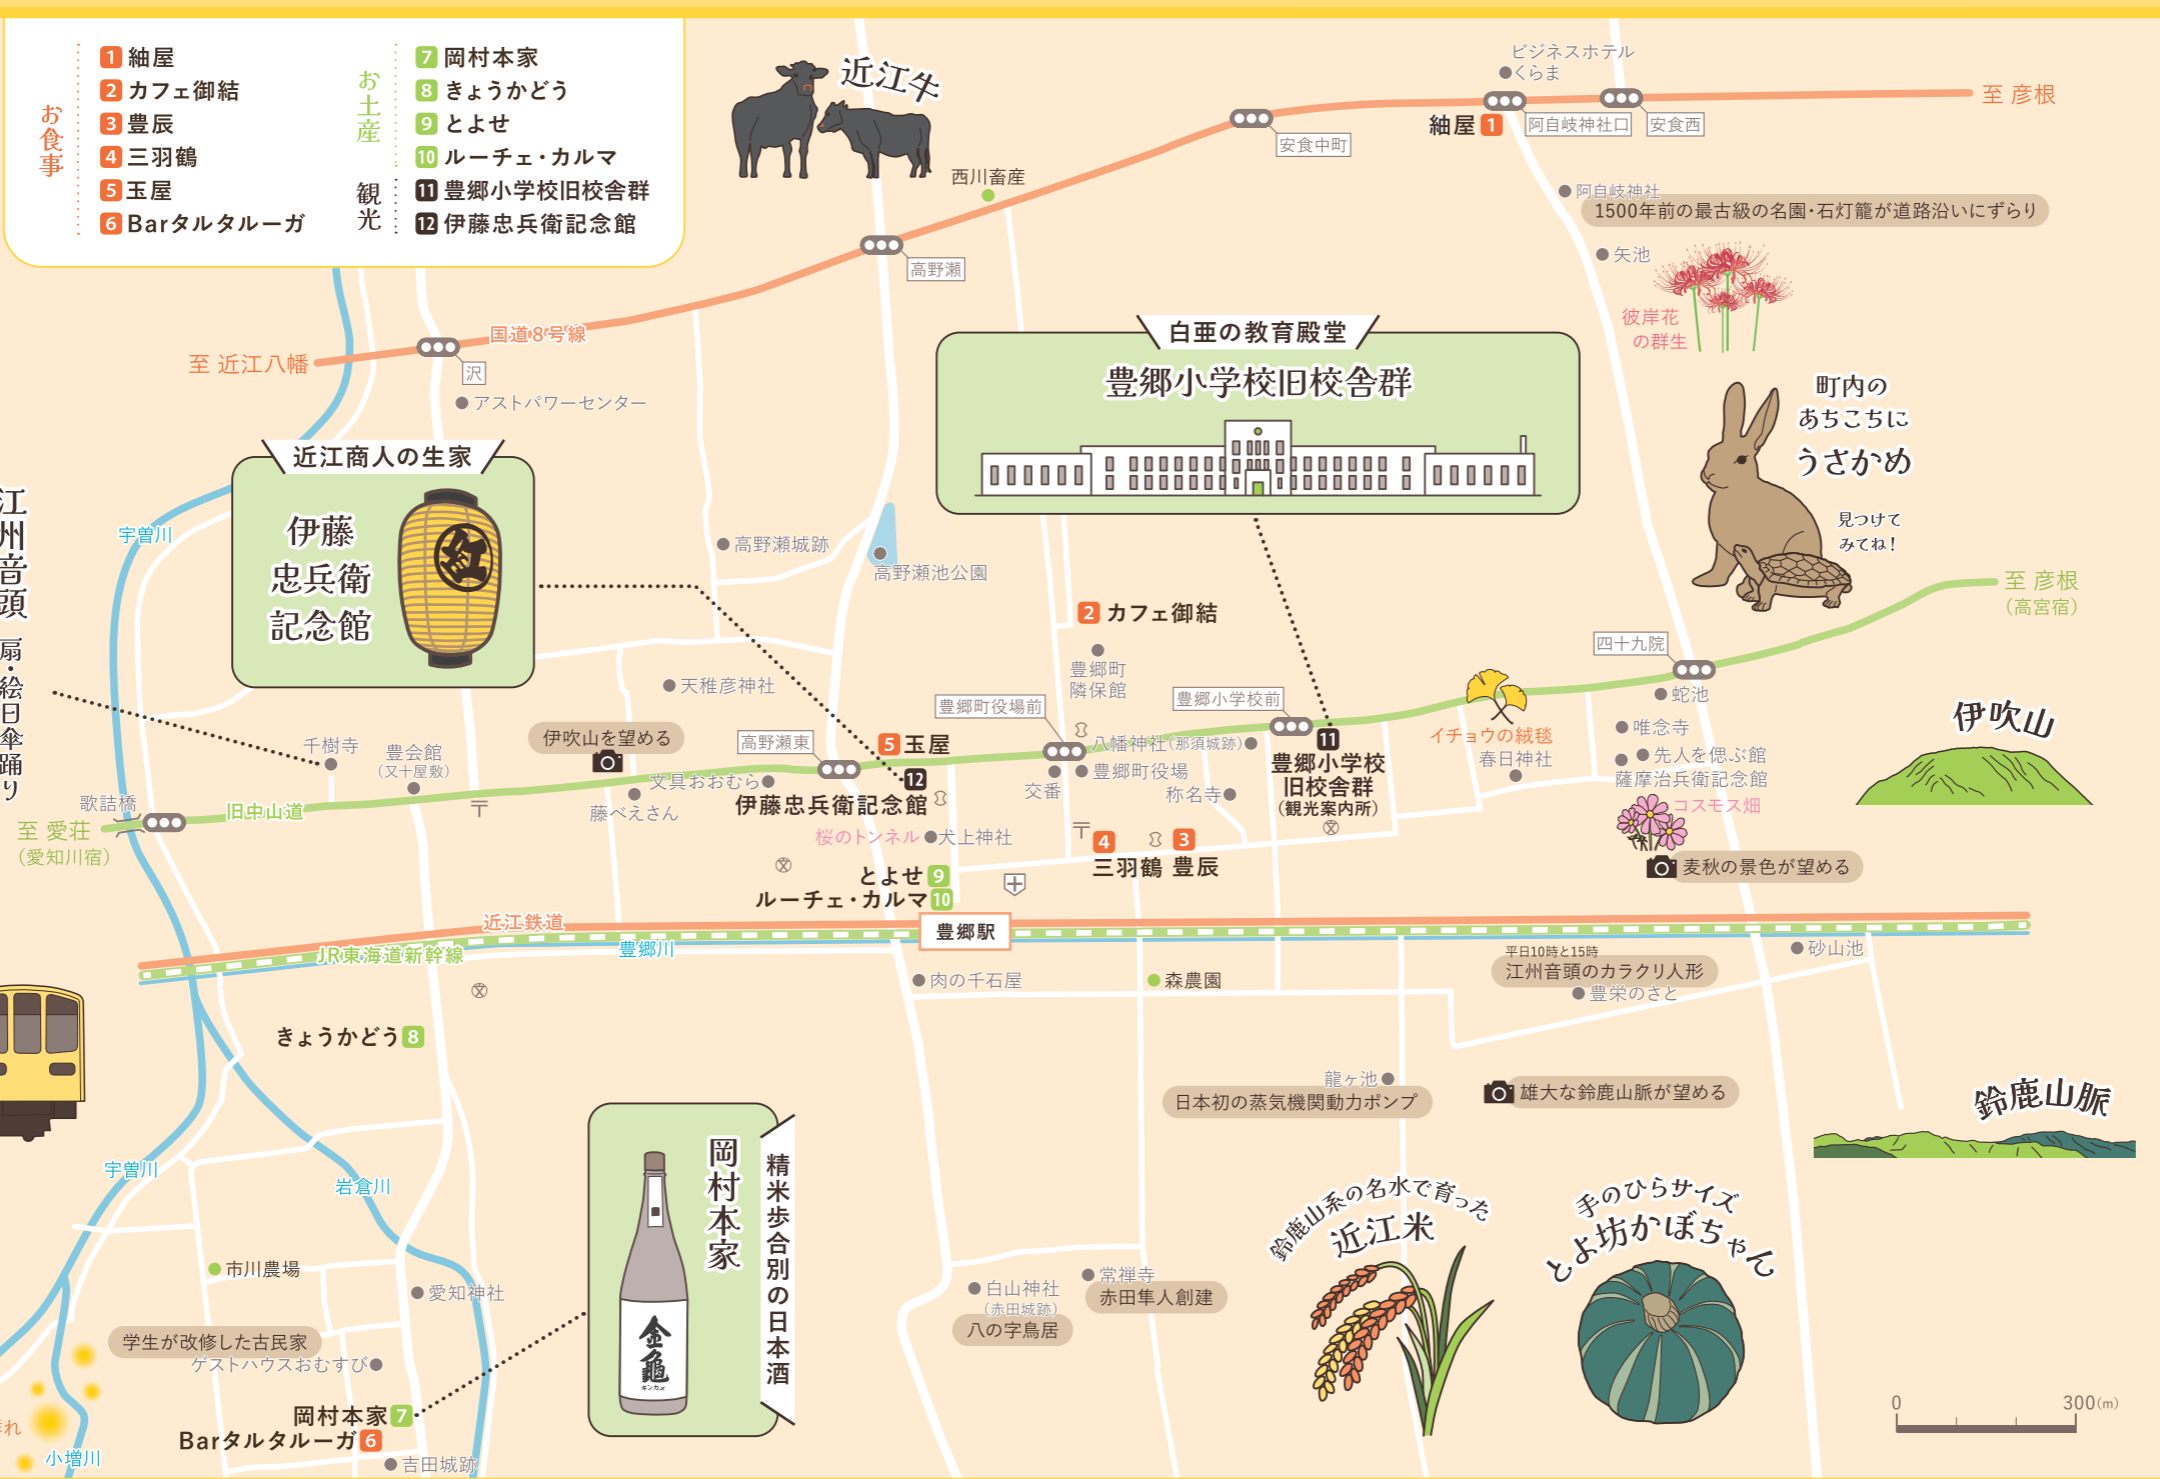 お食事
1 紬屋
2 カフェ御結
3 豊辰
4 三羽鶴
5 玉屋
6 Barタルタルーガ
お土産
7 岡村本家
8 きょうかどう
9 とよせ
10 ルーチェ・カルマ
観光
11 豊郷小学校旧校舎群
12 伊藤忠兵衛記念館
近江牛
西川畜産
高野瀬
安食中町
ビジネスホテル
くらま
紬屋 1
阿自岐神社口
安食西
至 彦根
阿自岐神社
1500年前の最古級の名園・石灯籠が道路沿いにずらり
矢池
彼岸花
の群生
国道8号線
至 近江八幡
沢
アストパワーセンター
白亜の教育殿堂
豊郷小学校旧校舎群
町内の
あちこちに
うさかめ
見つけて
みてね!
近江商人の生家
伊藤
忠兵衛
記念館
紅
宇曽川
江州音頭
扇・絵日傘踊り
高野瀬城跡
高野瀬池公園
2 カフェ御結
豊郷町
隣保館
至 彦根
(高宮宿)
四十九院
蛇池
天稚彦神社
豊郷町役場前
豊郷小学校前
伊吹山を望める
高野瀬東
5 玉屋
八幡神社(那須城跡)
11
豊郷小学校
旧校舎群
(観光案内所)
イチョウの絨毯
春日神社
唯念寺
先人を偲ぶ館
薩摩治兵衛記念館
コスモス畑
麦秋の景色が望める
伊吹山
千樹寺
豊会館
(又十屋敷)
文具おおむら
藤べえさん
12
伊藤忠兵衛記念館
交番
豊郷町役場
称名寺
歌詰橋
旧中山道
至 愛荘
(愛知川宿)
〒
桜のトンネル
犬上神社
〒
4
三羽鶴
3
豊辰
とよせ 9
ルーチェ・カルマ 10
近江鉄道
JR東海道新幹線
豊郷川
豊郷駅
肉の千石屋
森農園
平日10時と15時
江州音頭のカラクリ人形
豊栄のさと
砂山池
きょうかどう 8
龍ヶ池
日本初の蒸気機関動力ポンプ
雄大な鈴鹿山脈が望める
鈴鹿山脈
宇曽川
岩倉川
精米歩合別の日本酒
岡村本家
金亀
キンカメ
鈴鹿山系の名水で育った
近江米
手のひらサイズ
とよ坊かぼちゃん
市川農場
愛知神社
白山神社
(赤田城跡)
八の字鳥居
常禅寺
赤田隼人創建
学生が改修した古民家
ゲストハウスおむすび
岡村本家 7
Barタルタルーガ 6
吉田城跡
小増川
れ
0 300(m)